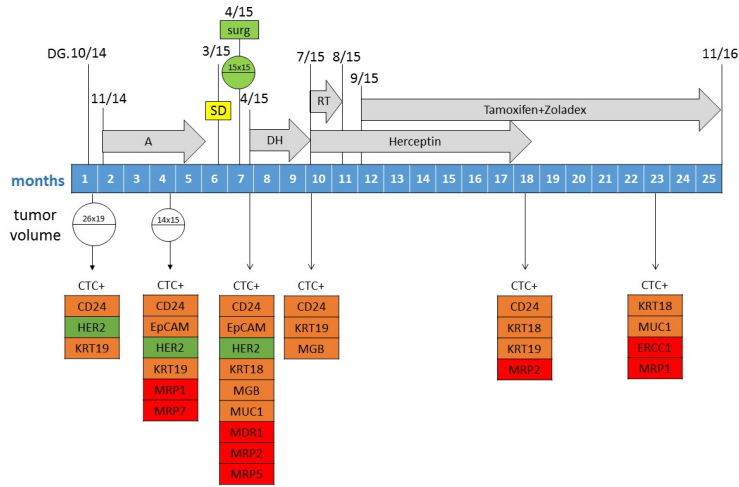 4/15
surg
DG.10/14
3/15
15x15
7/15
8/15
11/16
11/14
SD
4/15
RT
9/15
A
DH
Herceptin
Tamoxifen+Zoladex
months
1 2 3 4 5 6 7 8 9 10 11 12 13 14 15 16 17 18 19 20 21 22 23 24 25
tumor
volume
26x19
14x15
CTC+
CD24
HER2
KRT19
CTC+
CD24
EpCAM
HER2
KRT19
MRP1
MRP7
CTC+
CD24
EpCAM
HER2
KRT18
MGB
MUC1
MDR1
MRP2
MRP5
CTC+
CD24
KRT19
MGB
CTC+
CD24
KRT18
KRT19
MRP2
CTC+
KRT18
MUC1
ERCC1
MRP1